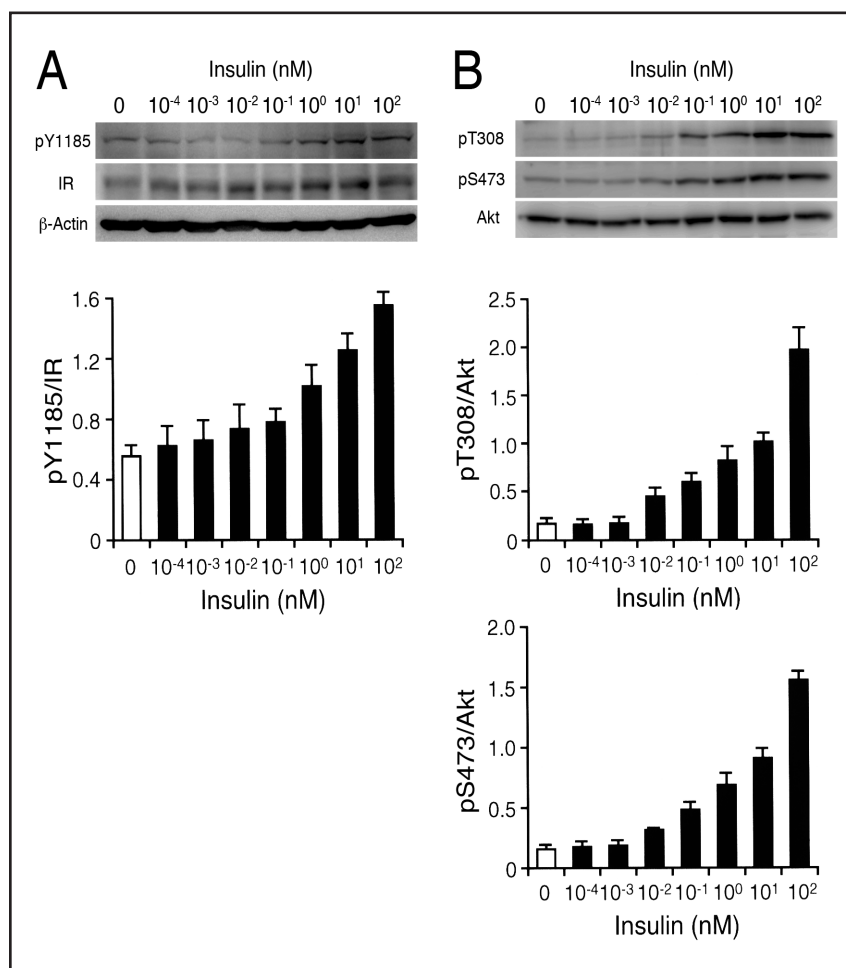 A
Insulin (nM)
0 10⁻⁴ 10⁻³ 10⁻² 10⁻¹ 10⁰ 10¹ 10²
pY1185
IR
β-Actin
1.6
1.2
0.8
0.4
0
pY1185/IR
0 10⁻⁴ 10⁻³ 10⁻² 10⁻¹ 10⁰ 10¹ 10²
Insulin (nM)
B
Insulin (nM)
0 10⁻⁴ 10⁻³ 10⁻² 10⁻¹ 10⁰ 10¹ 10²
pT308
pS473
Akt
2.5
2.0
1.5
1.0
0.5
0
pT308/Akt
0 10⁻⁴ 10⁻³ 10⁻² 10⁻¹ 10⁰ 10¹ 10²
Insulin (nM)
2.0
1.5
1.0
0.5
0
pS473/Akt
0 10⁻⁴ 10⁻³ 10⁻² 10⁻¹ 10⁰ 10¹ 10²
Insulin (nM)